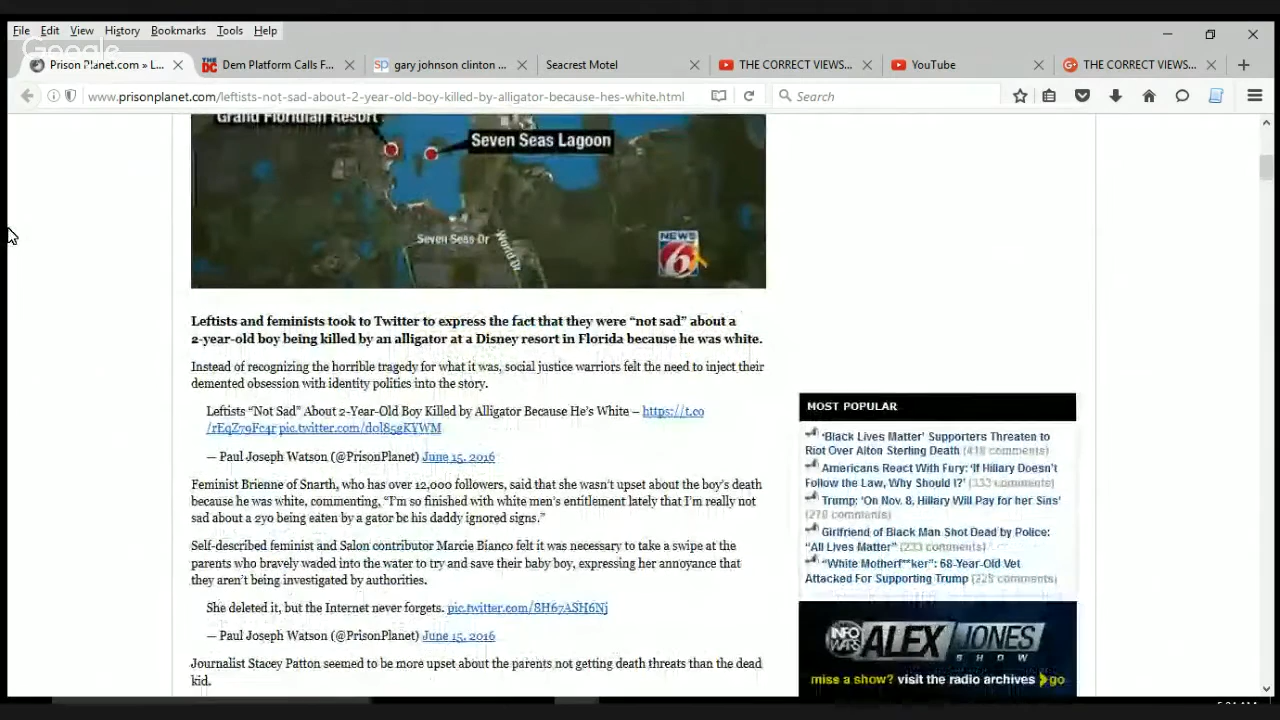 File Edit View History Bookmarks Tools Help
Google
Prison Planet.com » L... Dem Platform Calls F... gary johnson clinton ... Seacrest Motel THE CORRECT VIEWS... YouTube THE CORRECT VIEWS...
www.prisonplanet.com/leftists-not-sad-about-2-year-old-boy-killed-by-alligator-because-hes-white.html Search
Grand Floridian Resort
Seven Seas Lagoon
Seven Seas Dr
World Dr
NEWS
6
Leftists and feminists took to Twitter to express the fact that they were “not sad” about a
2-year-old boy being killed by an alligator at a Disney resort in Florida because he was white.
Instead of recognizing the horrible tragedy for what it was, social justice warriors felt the need to inject their
demented obsession with identity politics into the story.
Leftists “Not Sad” About 2-Year-Old Boy Killed by Alligator Because He’s White – https://t.co
/rEqZ79Fc4r pic.twitter.com/dol85gKYWM
— Paul Joseph Watson (@PrisonPlanet) June 15, 2016
Feminist Brienne of Snarth, who has over 12,000 followers, said that she wasn’t upset about the boy’s death
because he was white, commenting, “I’m so finished with white men’s entitlement lately that I’m really not
sad about a 2yo being eaten by a gator bc his daddy ignored signs.”
Self-described feminist and Salon contributor Marcie Bianco felt it was necessary to take a swipe at the
parents who bravely waded into the water to try and save their baby boy, expressing her annoyance that
they aren’t being investigated by authorities.
She deleted it, but the Internet never forgets. pic.twitter.com/8H67ASH6Nj
— Paul Joseph Watson (@PrisonPlanet) June 15, 2016
Journalist Stacey Patton seemed to be more upset about the parents not getting death threats than the dead
kid.
MOST POPULAR
‘Black Lives Matter’ Supporters Threaten to
Riot Over Alton Sterling Death (418 comments)
Americans React With Fury: ‘If Hillary Doesn’t
Follow the Law, Why Should I?’ (333 comments)
Trump: ‘On Nov. 8, Hillary Will Pay for her Sins’
(270 comments)
Girlfriend of Black Man Shot Dead by Police:
“All Lives Matter” (233 comments)
“White Motherf**ker”: 68-Year-Old Vet
Attacked For Supporting Trump (228 comments)
INFO WARS ALEX JONES
SHOW
miss a show? visit the radio archives >go